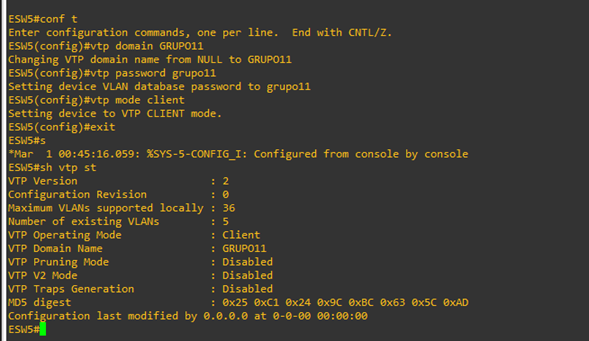 ESW5#conf t
Enter configuration commands, one per line.  End with CNTL/Z.
ESW5(config)#vtp domain GRUPO11
Changing VTP domain name from NULL to GRUPO11
ESW5(config)#vtp password grupo11
Setting device VLAN database password to grupo11
ESW5(config)#vtp mode client
Setting device to VTP CLIENT mode.
ESW5(config)#exit
ESW5#s
*Mar  1 00:45:16.059: %SYS-5-CONFIG_I: Configured from console by console
ESW5#sh vtp st
VTP Version                     : 2
Configuration Revision          : 0
Maximum VLANs supported locally : 36
Number of existing VLANs        : 5
VTP Operating Mode              : Client
VTP Domain Name                 : GRUPO11
VTP Pruning Mode                : Disabled
VTP V2 Mode                     : Disabled
VTP Traps Generation            : Disabled
MD5 digest                      : 0x25 0xC1 0x24 0x9C 0xBC 0x63 0x5C 0xAD
Configuration last modified by 0.0.0.0 at 0-0-00 00:00:00
ESW5#